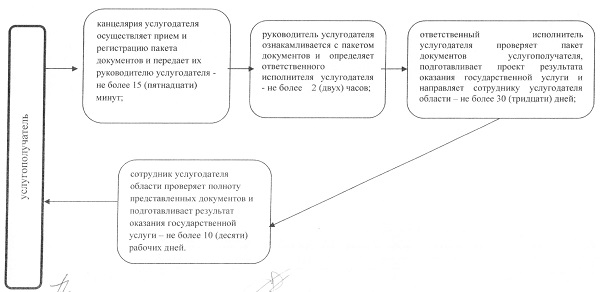 услугополучатель
канцелярия услугодателя
осуществляет прием и
регистрацию пакета
документов и передает их
руководителю услугодателя -
не более 15 (пятнадцати)
минут;
руководитель услугодателя
ознакамливается с пакетом
документов и определяет
ответственного
исполнителя услугодателя
- не более 2 (двух) часов;
ответственный исполнитель
услугодателя проверяет пакет
документов услугополучателя,
подготавливает проект результата
оказания государственной услуги и
направляет сотруднику услугодателя
области – не более 30 (тридцати) дней;
сотрудник услугодателя
области проверяет полноту
представленных документов и
подготавливает результат
оказания государственной
услуги – не более 10 (десяти)
рабочих дней.